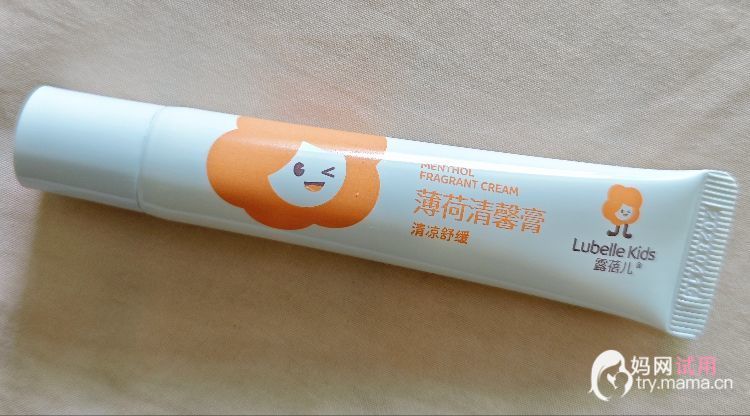 MENTHOL
FRAGRANT CREAM
薄荷清馨膏
清凉舒缓
Lubelle Kids
露蓓儿®
妈网试用
try.mama.cn